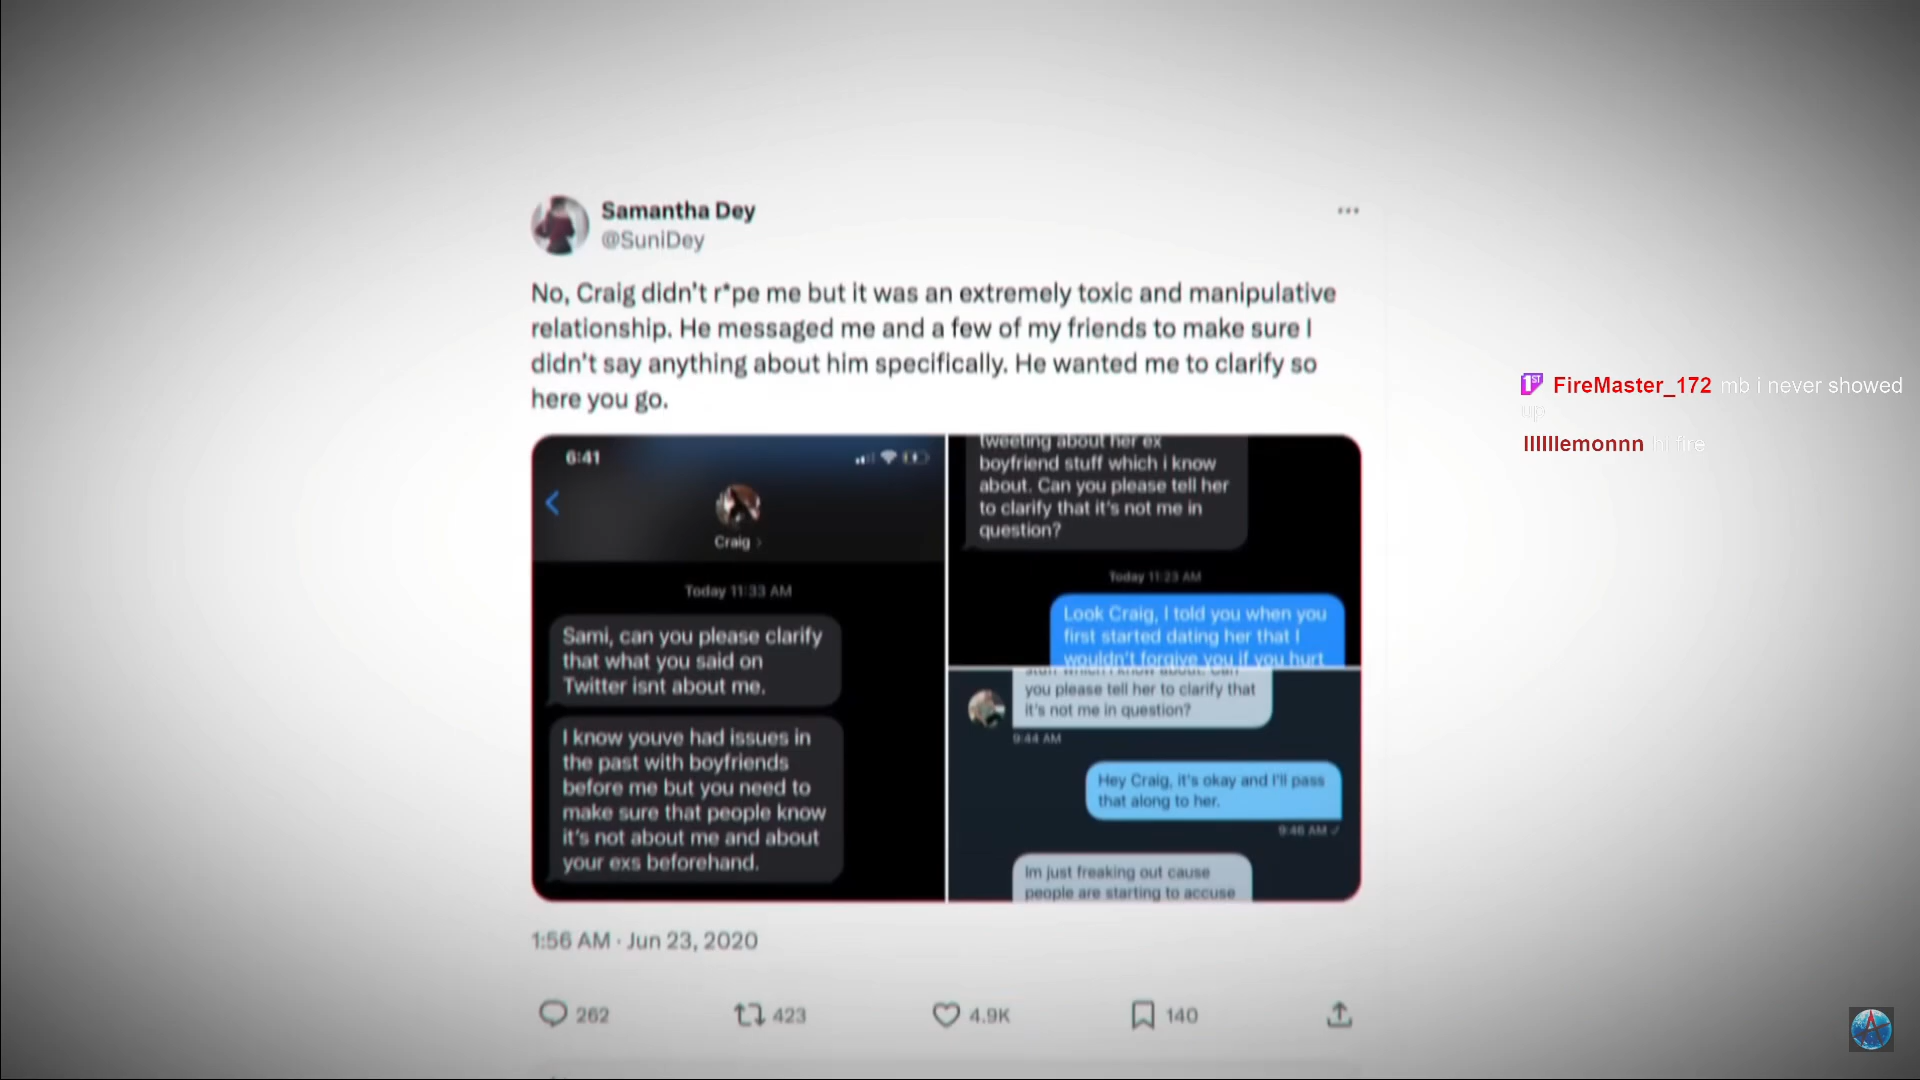 Samantha Dey
@SuniDey
No, Craig didn't r*pe me but it was an extremely toxic and manipulative
relationship. He messaged me and a few of my friends to make sure I
didn't say anything about him specifically. He wanted me to clarify so
here you go.
6:41
Craig
Today 11:33 AM
Sami, can you please clarify
that what you said on
Twitter isnt about me.
I know youve had issues in
the past with boyfriends
before me but you need to
make sure that people know
it's not about me and about
your exs beforehand.
tweeting about her ex
boyfriend stuff which i know
about. Can you please tell her
to clarify that it's not me in
question?
Today 11:23 AM
Look Craig, I told you when you
first started dating her that I
wouldn't forgive you if you hurt
stuff which i know about. Can
you please tell her to clarify that
it's not me in question?
9:44 AM
Hey Craig, it's okay and I'll pass
that along to her.
9:46 AM
Im just freaking out cause
people are starting to accuse
1:56 AM · Jun 23, 2020
262
423
4.9K
140
1ST FireMaster_172 mb i never showed
up
llllllemonnn hi fire